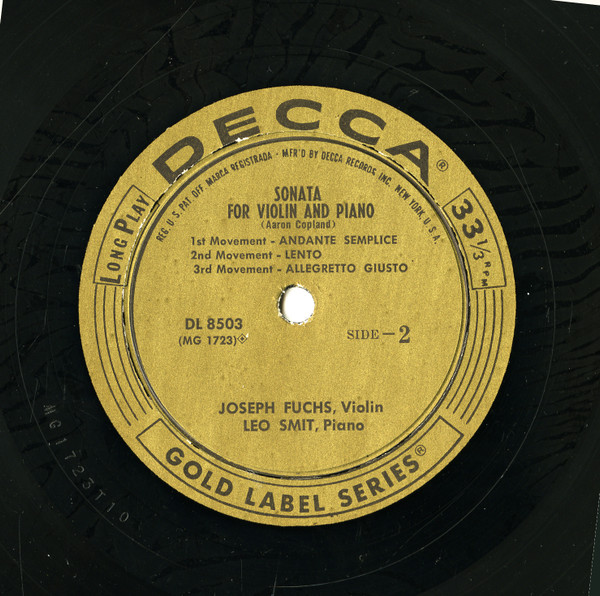 DECCA®
REG. U.S. PAT. OFF. MARCA REGISTRADA - MFR'D BY DECCA RECORDS INC. NEW YORK, U.S.A.
LONG PLAY
33 1/3 RPM
SONATA
FOR VIOLIN AND PIANO
(Aaron Copland)
1st Movement - ANDANTE SEMPLICE
2nd Movement - LENTO
3rd Movement - ALLEGRETTO GIUSTO
DL 8503
(MG 1723)
SIDE - 2
JOSEPH FUCHS, Violin
LEO SMIT, Piano
GOLD LABEL SERIES®
MG1723T10